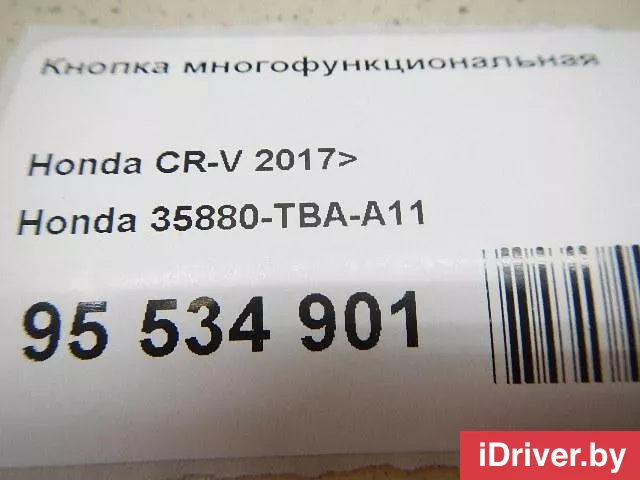 Кнопка многофункциональная
Honda CR-V 2017>
Honda 35880-TBA-A11
95 534 901
iDriver.by